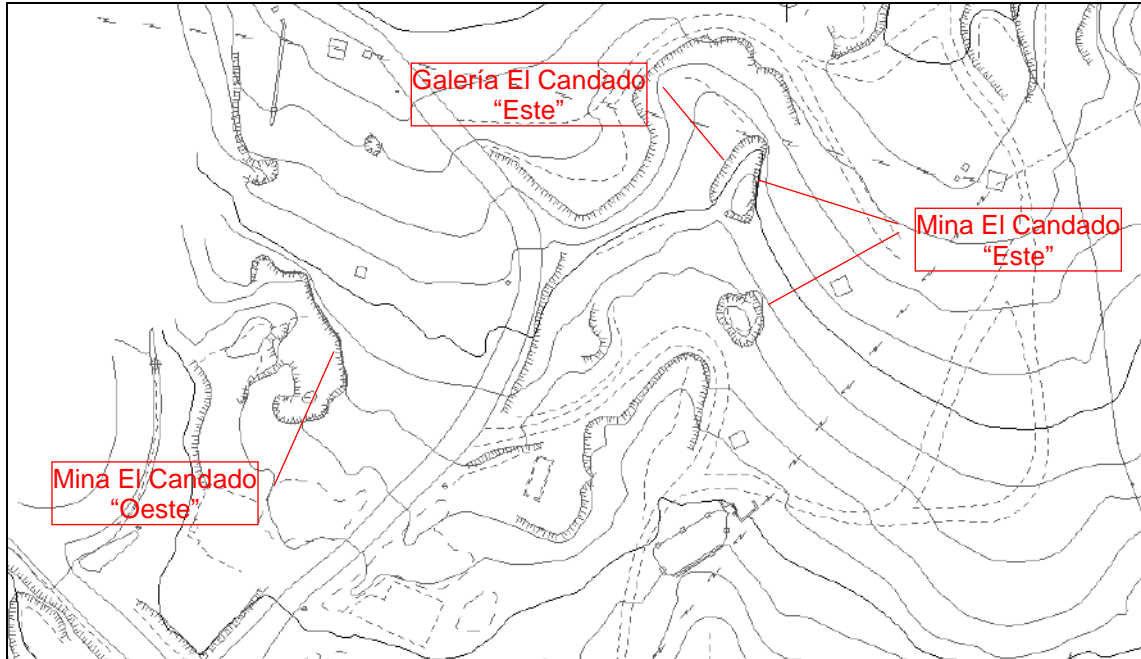 Galería El Candado
“Este”
Mina El Candado
“Este”
Mina El Candado
“Oeste”